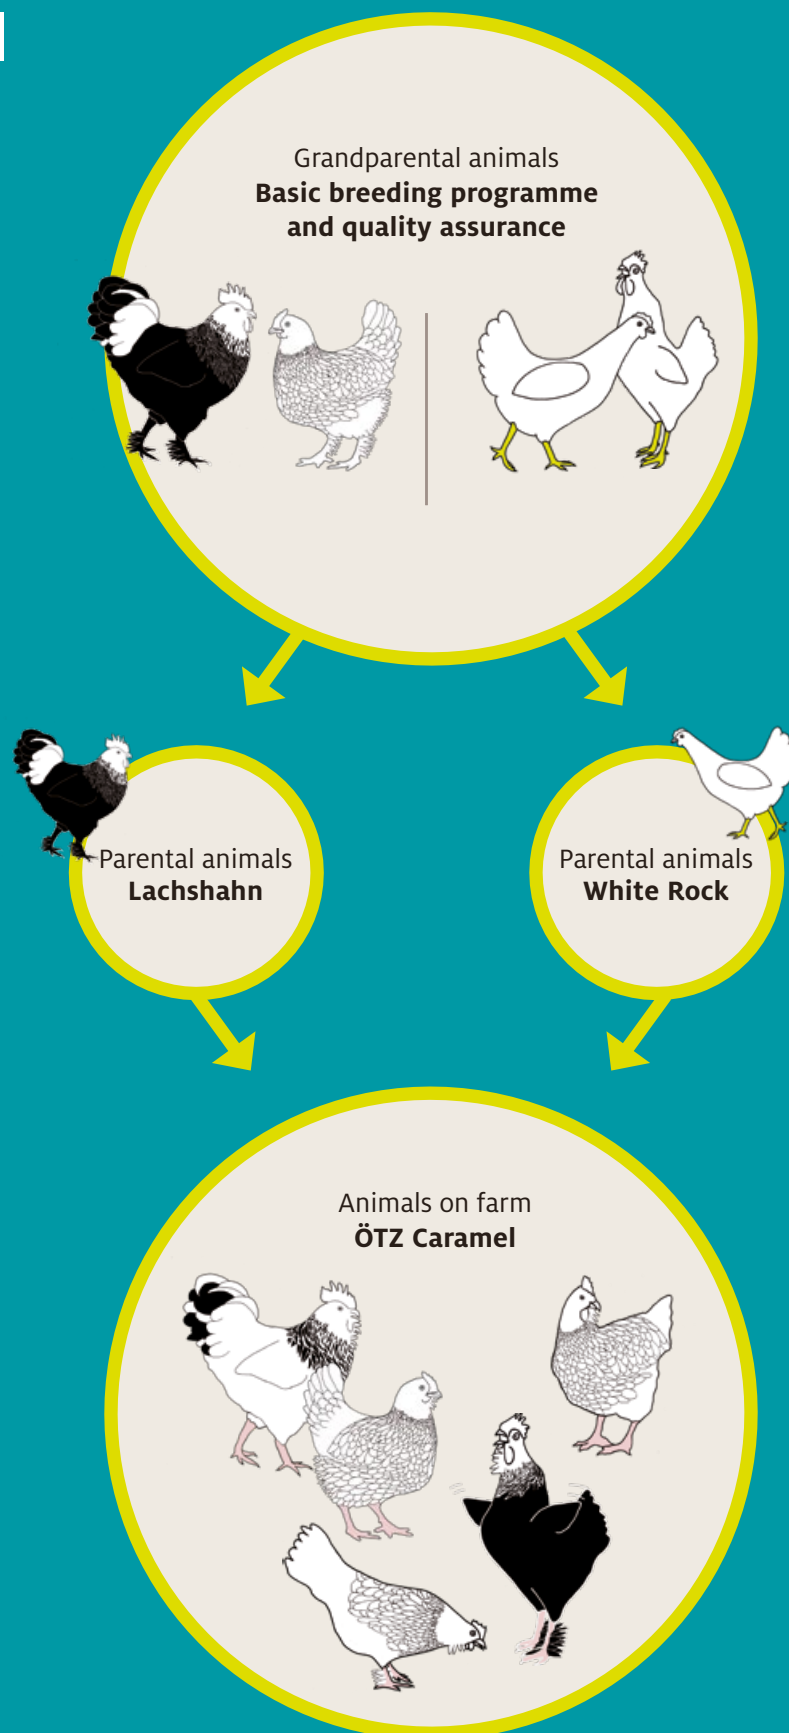 Grandparental animals
Basic breeding programme
and quality assurance
Parental animals
Lachshahn
Parental animals
White Rock
Animals on farm
ÖTZ Caramel